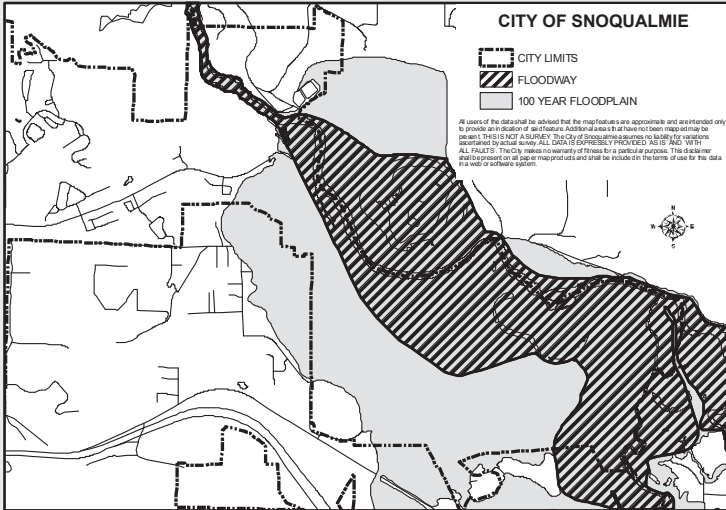 CITY OF SNOQUALMIE
CITY LIMITS
FLOODWAY
100 YEAR FLOODPLAIN
All users of the data shall be advised that the map features are approximate and are intended only
to provide an indication of said feature. Additional areas that have not been mapped may be
present. THIS IS NOT A SURVEY. The City of Snoqualmie assumes no liability for variations
ascertained by actual survey. ALL DATA IS EXPRESSLY PROVIDED 'AS IS' AND 'WITH
ALL FAULTS'. The City makes no warranty of fitness for a particular purpose. This disclaimer
shall be present on all paper map products and shall be included in the terms of use for this data
in a web or software system.
N
W E
S